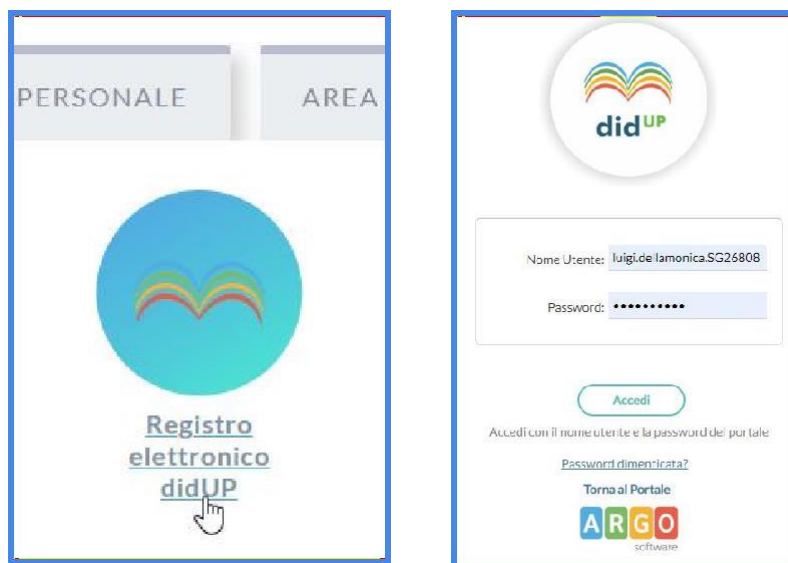 PERSONALE
AREA
Registro
elettronico
didUP
didUP
Nome Utente: luigi.dellamonica.SG26808
Password: ••••••••••
Accedi
Accedi con il nome utente e la password del portale
Password dimenticata?
Torna al Portale
ARGO
software